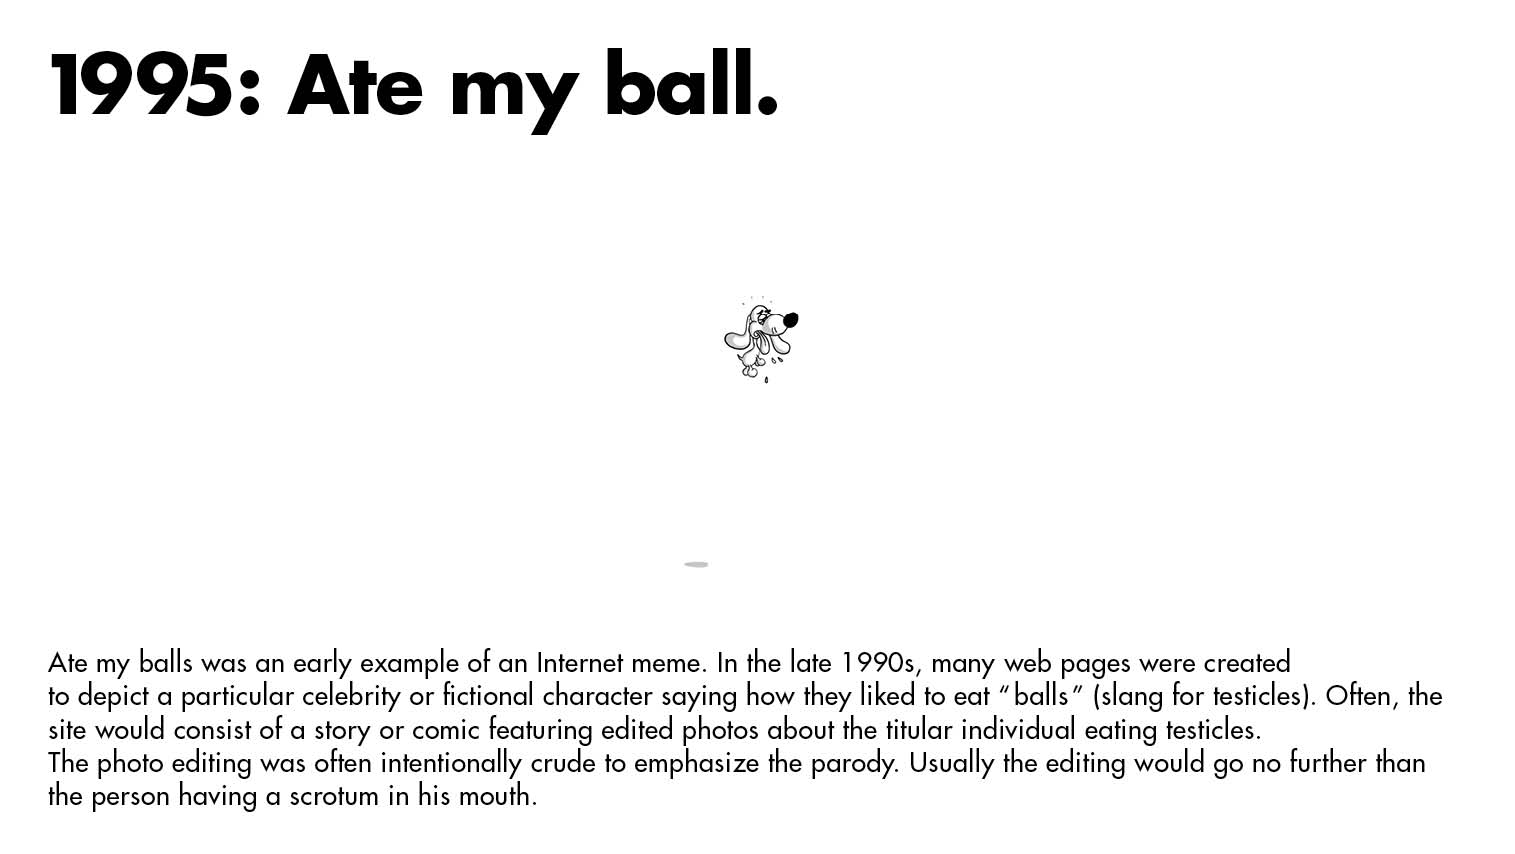 1995: Ate my ball.
Ate my balls was an early example of an Internet meme. In the late 1990s, many web pages were created
to depict a particular celebrity or fictional character saying how they liked to eat “balls” (slang for testicles). Often, the
site would consist of a story or comic featuring edited photos about the titular individual eating testicles.
The photo editing was often intentionally crude to emphasize the parody. Usually the editing would go no further than
the person having a scrotum in his mouth.